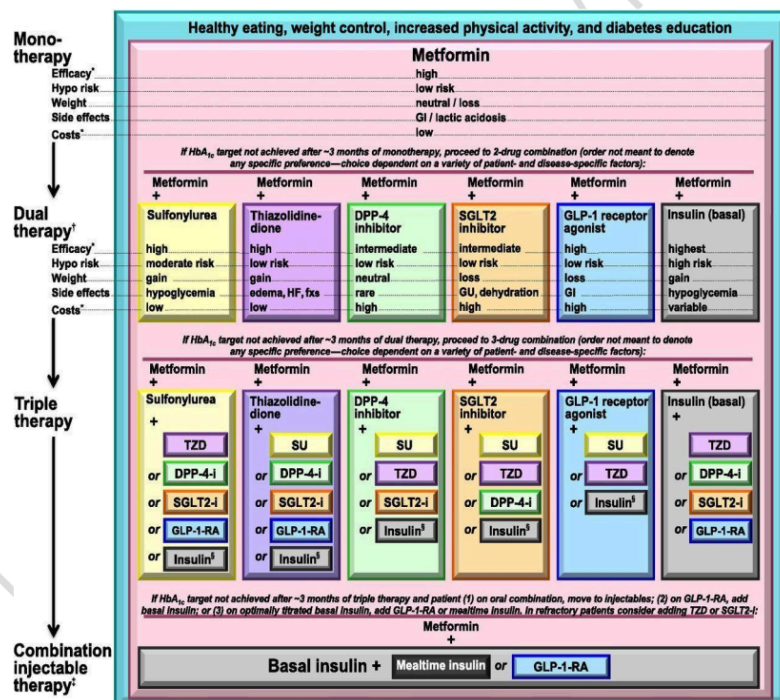 Healthy eating, weight control, increased physical activity, and diabetes education
Mono-
therapy
Metformin
Efficacy* high
Hypo risk low risk
Weight neutral / loss
Side effects GI / lactic acidosis
Costs* low
If HbA1c target not achieved after ~3 months of monotherapy, proceed to 2-drug combination (order not meant to denote
any specific preference—choice dependent on a variety of patient- and disease-specific factors):
Metformin Metformin Metformin Metformin Metformin Metformin
+ + + + + +
Dual
therapy†
Sulfonylurea Thiazolidine- DPP-4 SGLT2 GLP-1 receptor Insulin (basal)
dione inhibitor inhibitor agonist
Efficacy* high high intermediate intermediate high highest
Hypo risk moderate risk low risk low risk low risk low risk high risk
Weight gain gain neutral loss loss gain
Side effects hypoglycemia edema, HF, fxs rare GU, dehydration GI hypoglycemia
Costs* low low high high high variable
If HbA1c target not achieved after ~3 months of dual therapy, proceed to 3-drug combination (order not meant to denote
any specific preference—choice dependent on a variety of patient- and disease-specific factors):
Metformin Metformin Metformin Metformin Metformin Metformin
+ + + + + +
Triple
therapy
Sulfonylurea Thiazolidine- DPP-4 SGLT2 GLP-1 receptor Insulin (basal)
dione inhibitor inhibitor agonist
+ + + + + +
TZD SU SU SU SU TZD
or DPP-4-i or DPP-4-i or TZD or TZD or TZD or DPP-4-i
or SGLT2-i or SGLT2-i or SGLT2-i or DPP-4-i or Insulin§ or SGLT2-i
or GLP-1-RA or GLP-1-RA or Insulin§ or Insulin§ or GLP-1-RA
or Insulin§ or Insulin§
If HbA1c target not achieved after ~3 months of triple therapy and patient (1) on oral combination, move to injectables; (2) on GLP-1-RA, add
basal insulin; or (3) on optimally titrated basal insulin, add GLP-1-RA or mealtime insulin. In refractory patients consider adding TZD or SGLT2-i:
Metformin
+
Combination
injectable
therapy‡
Basal insulin + Mealtime insulin or GLP-1-RA